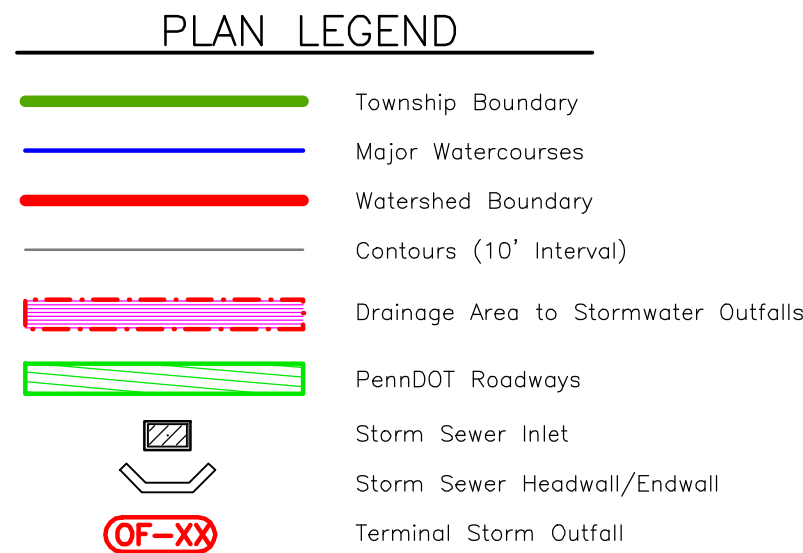 PLAN LEGEND
Township Boundary
Major Watercourses
Watershed Boundary
Contours (10' Interval)
Drainage Area to Stormwater Outfalls
PennDOT Roadways
Storm Sewer Inlet
Storm Sewer Headwall/Endwall
OF-XX Terminal Storm Outfall